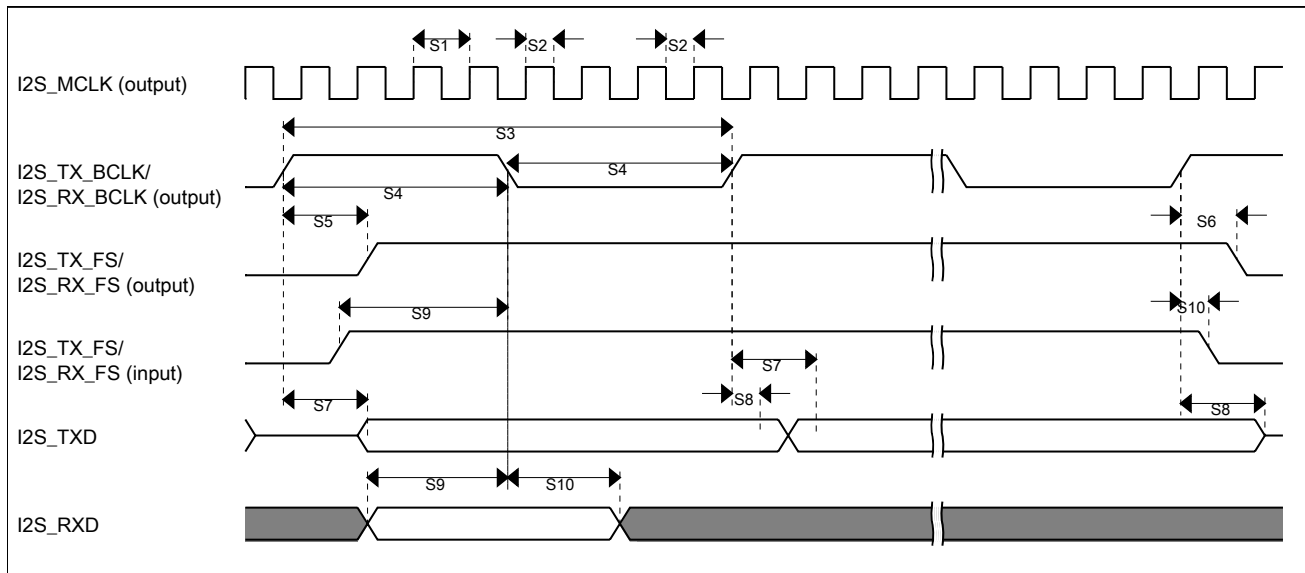 S1
S2
S2
I2S_MCLK (output)
S3
I2S_TX_BCLK/
I2S_RX_BCLK (output)
S4
S4
S5
S6
I2S_TX_FS/
I2S_RX_FS (output)
S9
S10
I2S_TX_FS/
I2S_RX_FS (input)
S7
S7
S8
S8
I2S_TXD
S9
S10
I2S_RXD